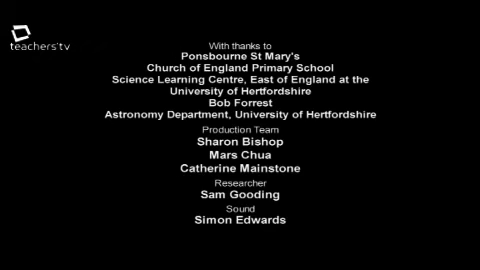 teachers'tv
With thanks to
Ponsbourne St Mary's
Church of England Primary School
Science Learning Centre, East of England at the
University of Hertfordshire
Bob Forrest
Astronomy Department, University of Hertfordshire
Production Team
Sharon Bishop
Mars Chua
Catherine Mainstone
Researcher
Sam Gooding
Sound
Simon Edwards